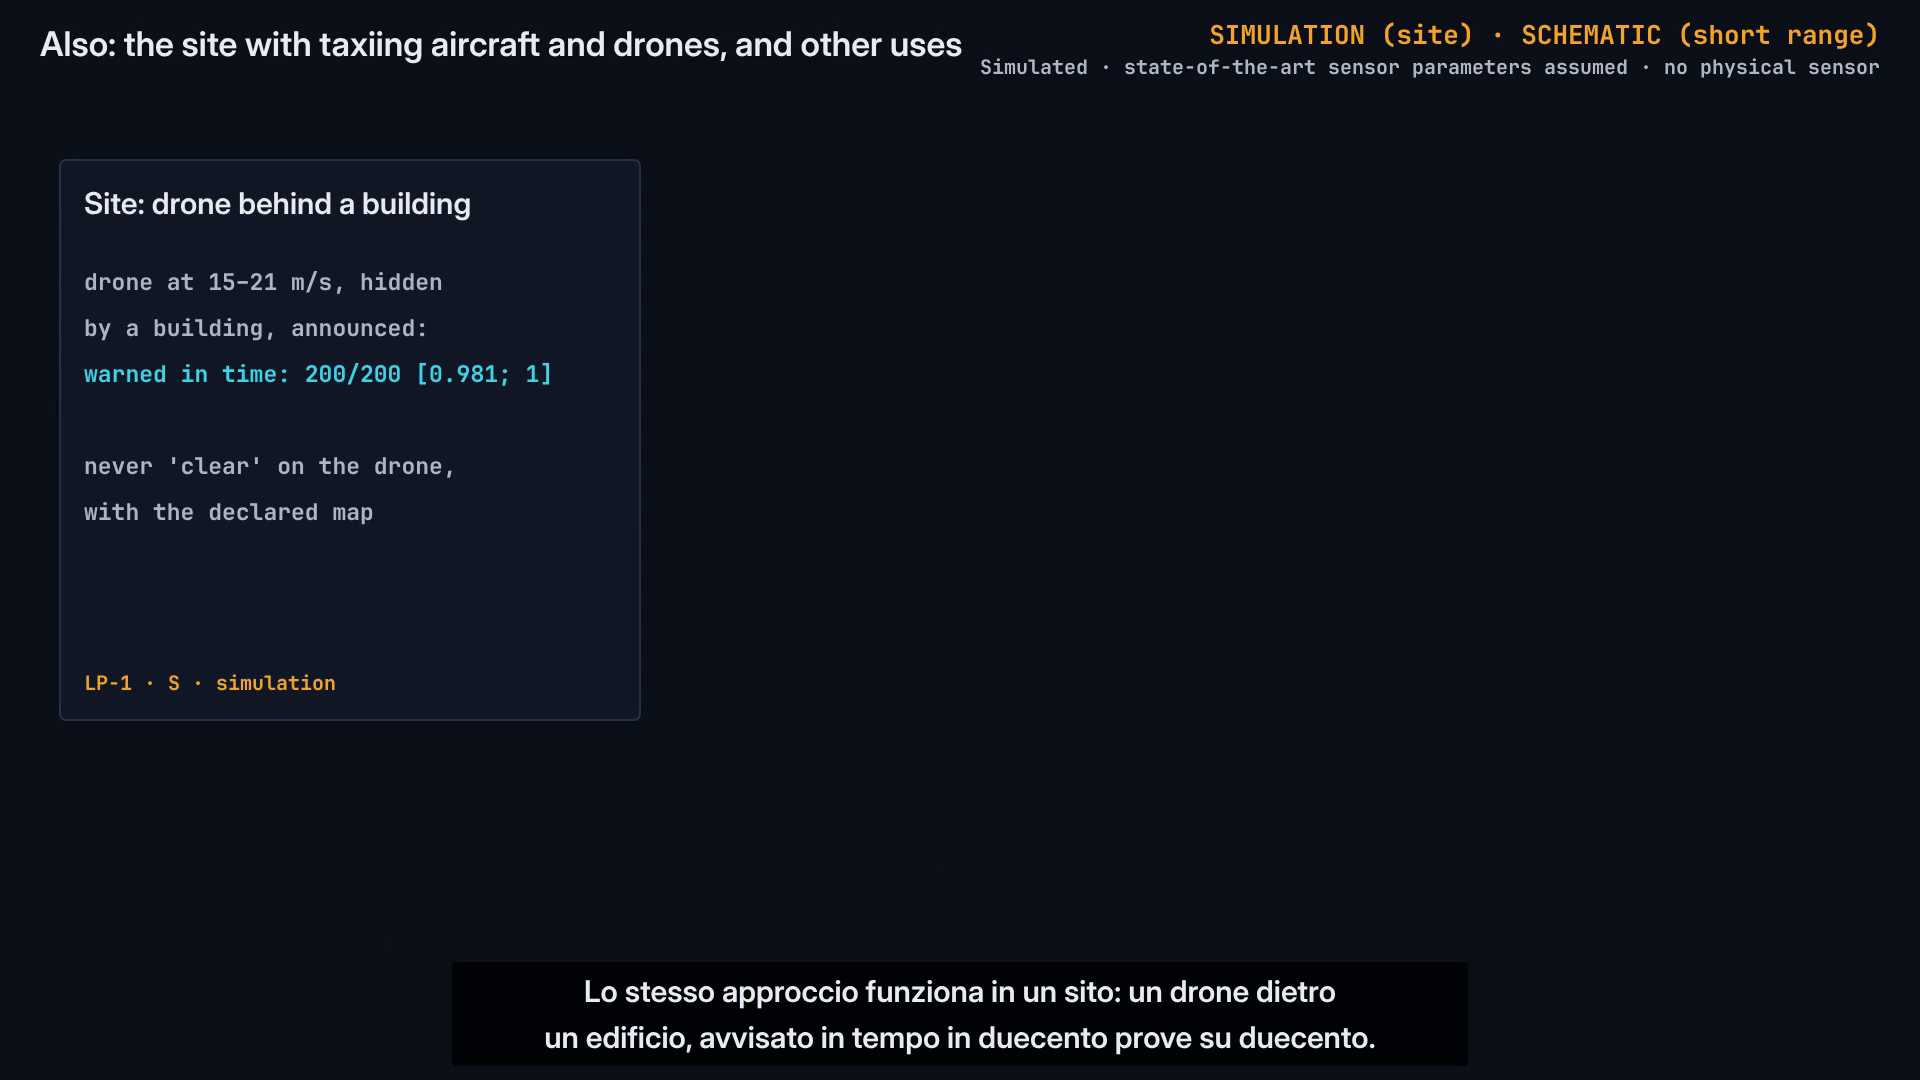 Also: the site with taxiing aircraft and drones, and other uses
SIMULATION (site) · SCHEMATIC (short range)
Simulated · state-of-the-art sensor parameters assumed · no physical sensor
Site: drone behind a building
drone at 15–21 m/s, hidden
by a building, announced:
warned in time: 200/200 [0.981; 1]
never 'clear' on the drone,
with the declared map
LP-1 · S · simulation
Lo stesso approccio funziona in un sito: un drone dietro
un edificio, avvisato in tempo in duecento prove su duecento.